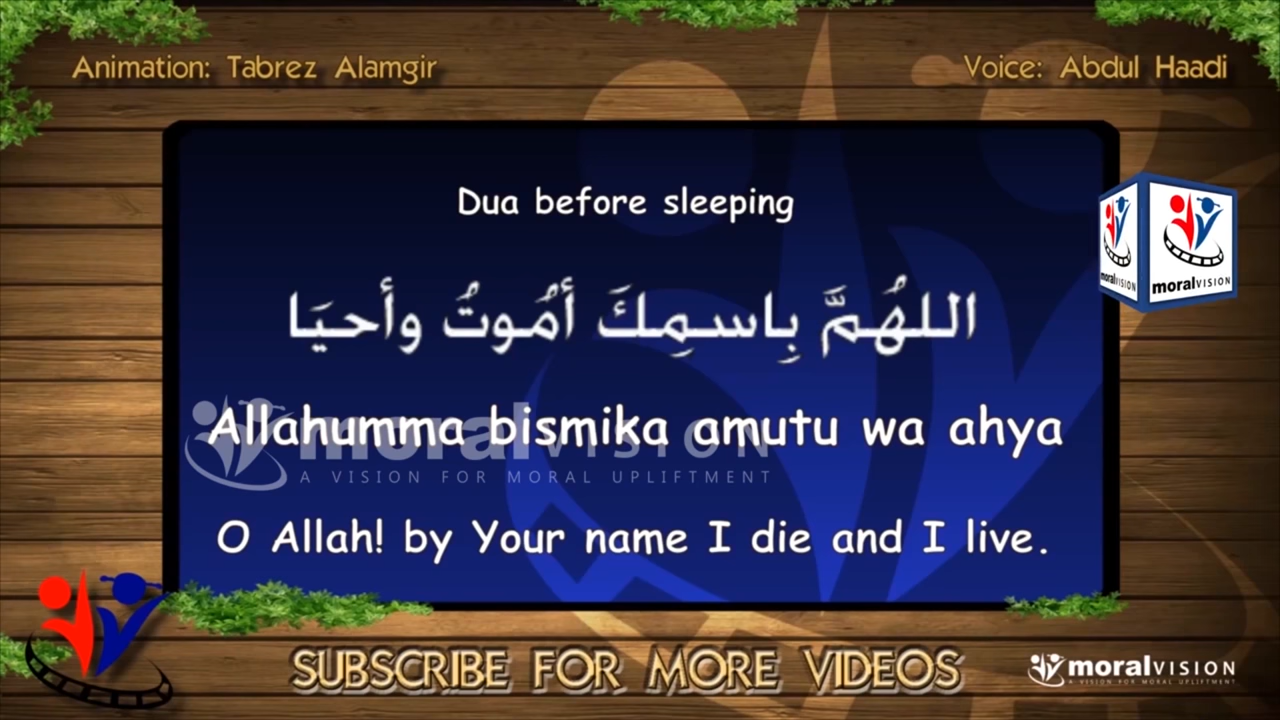 Animation: Tabrez Alamgir
Voice: Abdul Haadi
Dua before sleeping
اللهُمَّ بِاسمِكَ أمُوتُ وأحيَا
Allahumma bismika amutu wa ahya
moralVISION
A VISION FOR MORAL UPLIFTMENT
O Allah! by Your name I die and I live.
moralVISION
moralVISION
SUBSCRIBE FOR MORE VIDEOS
moralVISION
A VISION FOR MORAL UPLIFTMENT